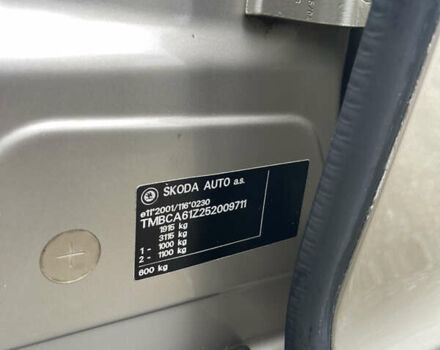 ŠKODA AUTO a.s.
e11*2001/116*0230
TMBCA61Z252009711
1915 kg
3115 kg
1 - 1000 kg
2 - 1100 kg
600 kg